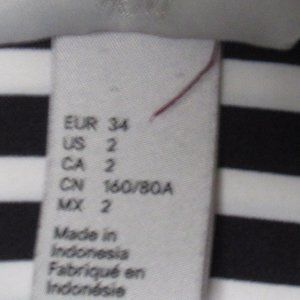 EUR 34
US 2
CA 2
CN 160/80A
MX 2
Made in
Indonesia
Fabriqué en
Indonésie